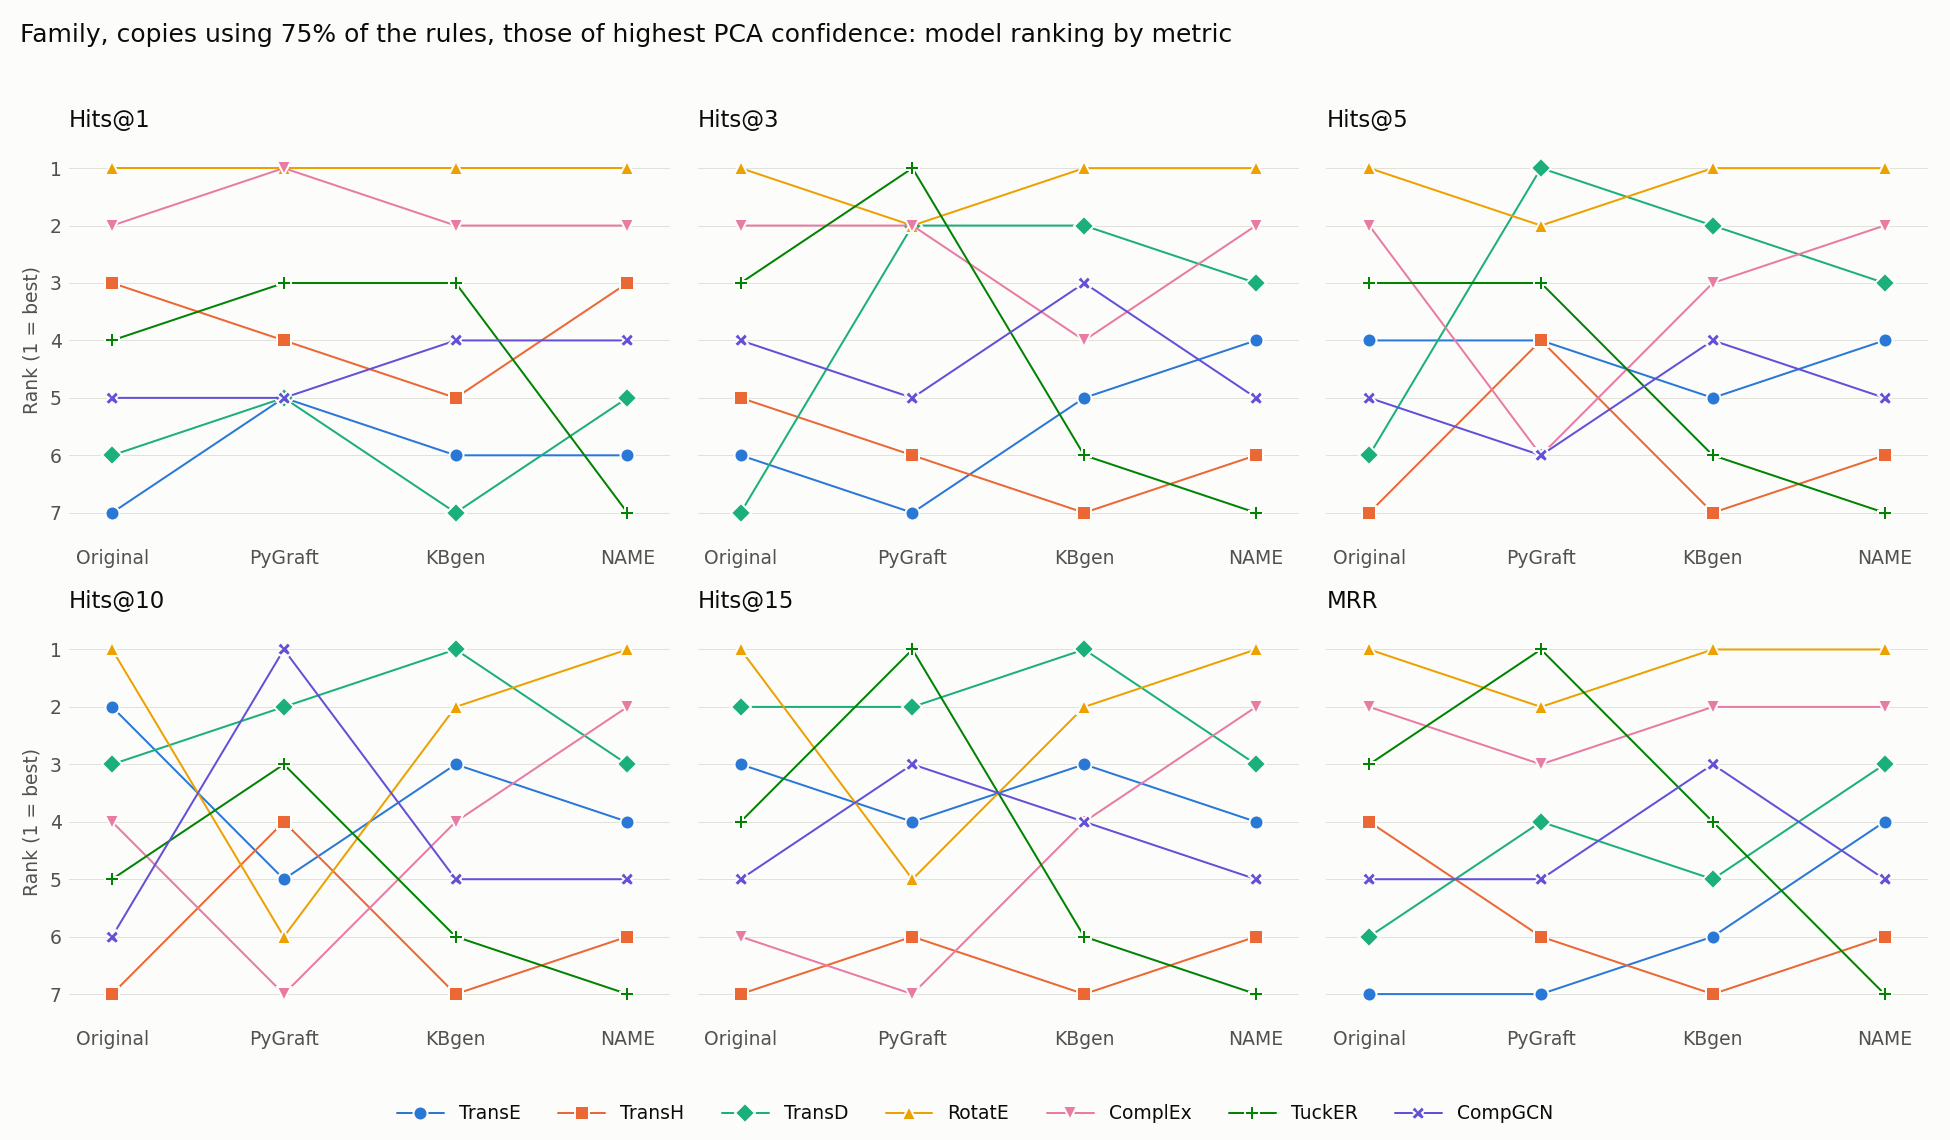 Family, copies using 75% of the rules, those of highest PCA confidence: model ranking by metric
Hits@1
Hits@3
Hits@5
Rank (1 = best)
1
2
3
4
5
6
7
Original PyGraft KBgen NAME
Original PyGraft KBgen NAME
Original PyGraft KBgen NAME
Hits@10
Hits@15
MRR
Rank (1 = best)
1
2
3
4
5
6
7
Original PyGraft KBgen NAME
Original PyGraft KBgen NAME
Original PyGraft KBgen NAME
TransE TransH TransD RotatE ComplEx TuckER CompGCN